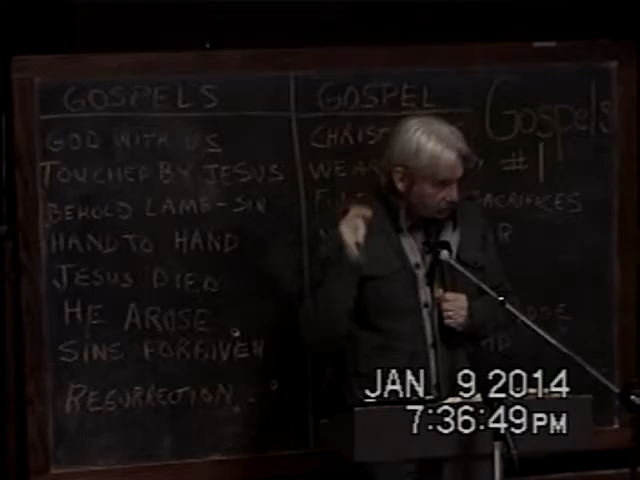 GOSPELS
GOD WITH US
TOUCHED BY JESUS
BEHOLD LAMB-SIN
HAND TO HAND
JESUS DIED
HE AROSE
SINS FORGIVEN
RESURRECTION
GOSPEL
CHRIST
SACRIFICES
Gospels
#1
JAN. 9 2014
7:36:49PM